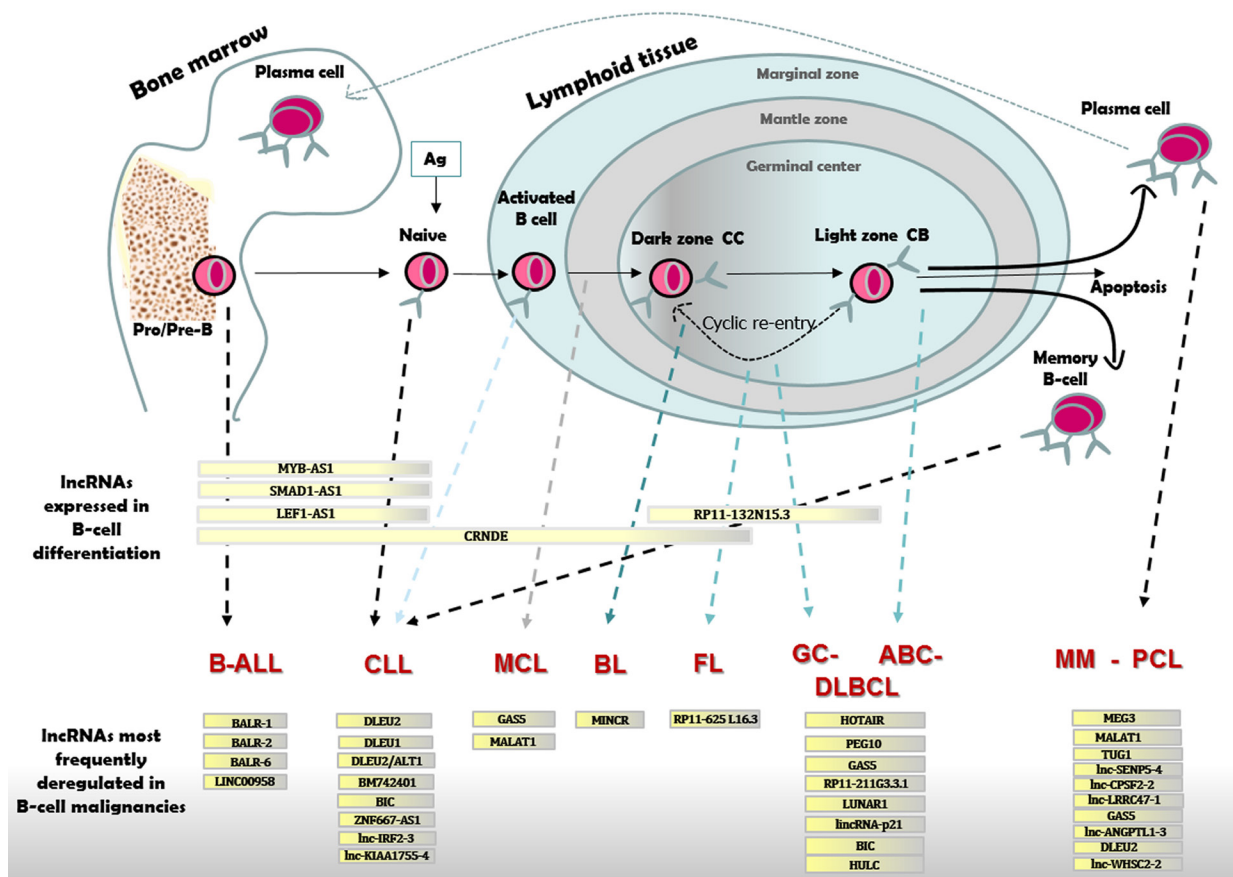 Bone marrow
Plasma cell
Ag
Naive
Pro/Pre-B
Lymphoid tissue
Marginal zone
Mantle zone
Germinal center
Activated
B cell
Dark zone CC
Light zone CB
Cyclic re-entry
Plasma cell
Apoptosis
Memory
B-cell
lncRNAs
expressed in
B-cell
differentiation
MYB-AS1
SMAD1-AS1
LEF1-AS1
RP11-132N15.3
CRNDE
B-ALL
CLL
MCL
BL
FL
GC-
ABC-
DLBCL
MM - PCL
lncRNAs most
frequently
deregulated in
B-cell malignancies
BALR-1
BALR-2
BALR-6
LINC00958
DLEU2
DLEU1
DLEU2/ALT1
BM742401
BIC
ZNF667-AS1
lnc-IRF2-3
lnc-KIAA1755-4
GAS5
MALAT1
MINCR
RP11-625 L16.3
HOTAIR
PEG10
GAS5
RP11-211G3.3.1
LUNAR1
lincRNA-p21
BIC
HULC
MEG3
MALAT1
TUG1
lnc-SENP5-4
lnc-CPSF2-2
lnc-LRRC47-1
GAS5
lnc-ANGPTL1-3
DLEU2
lnc-WHSC2-2